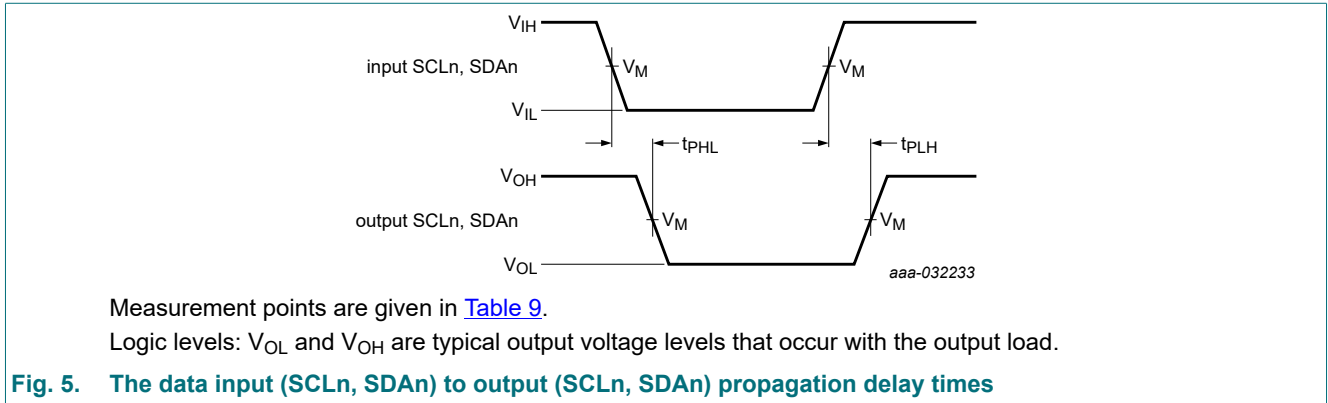 VIH
input SCLn, SDAn
VM
VM
VIL
tPHL
tPLH
VOH
output SCLn, SDAn
VM
VM
VOL
aaa-032233
Measurement points are given in Table 9.
Logic levels: VOL and VOH are typical output voltage levels that occur with the output load.
Fig. 5. The data input (SCLn, SDAn) to output (SCLn, SDAn) propagation delay times